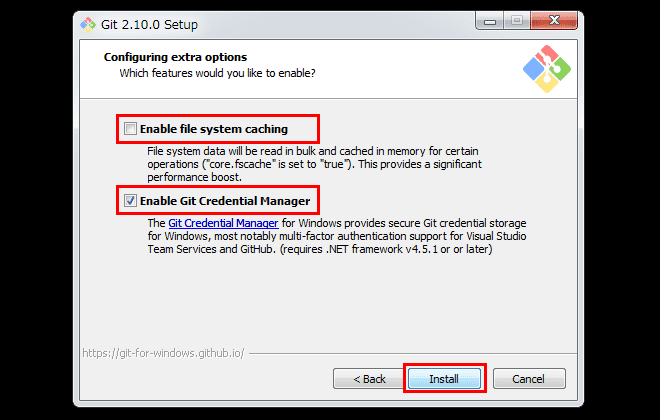 Git 2.10.0 Setup
Configuring extra options
Which features would you like to enable?
Enable file system caching
File system data will be read in bulk and cached in memory for certain
operations ("core.fscache" is set to "true"). This provides a significant
performance boost.
Enable Git Credential Manager
The Git Credential Manager for Windows provides secure Git credential storage
for Windows, most notably multi-factor authentication support for Visual Studio
Team Services and GitHub. (requires .NET framework v4.5.1 or or later)
https://git-for-windows.github.io/
< Back
Install
Cancel